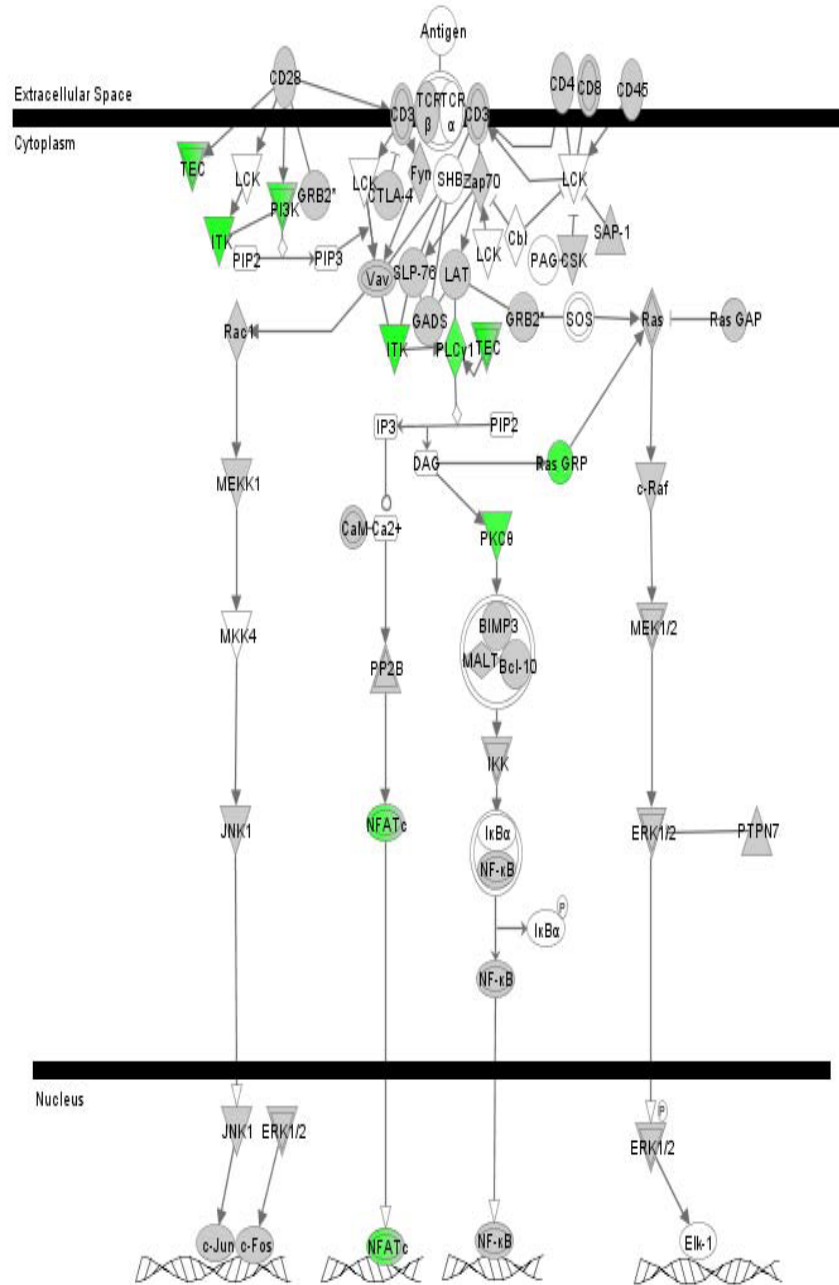 Antigen
Extracellular Space
CD28
CD3
TCR
β
TCR
α
CD3
CD4
CD8
CD45
Cytoplasm
TEC
LCK
PI3K
GRB2*
LCK
CTLA-4
Fyn
SHB
Zap70
LCK
ITK
PIP2
PIP3
LCK
Cbl
PAG
CSK
SAP-1
Vav
SLP-76
LAT
Rac1
GADS
GRB2*
SOS
Ras
Ras GAP
ITK
PLCγ1
TEC
IP3
PIP2
DAG
Ras GRP
MEKK1
c-Raf
CaM
Ca2+
PKCθ
MKK4
BIMP3
MALT
Bcl-10
MEK1/2
PP2B
IKK
JNK1
NFATc
IκBα
NF-κB
ERK1/2
PTPN7
P
IκBα
NF-κB
Nucleus
JNK1
ERK1/2
P
ERK1/2
c-Jun
c-Fos
NFATc
NF-κB
Elk-1